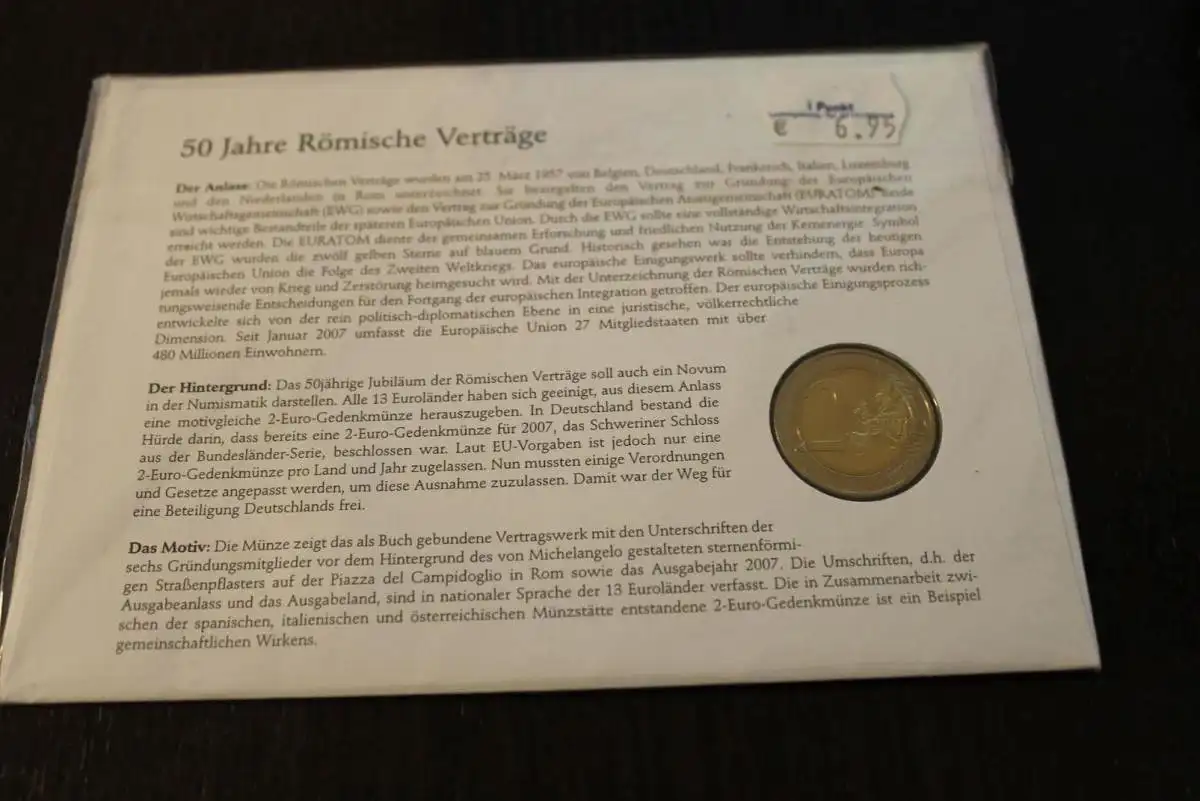 1 Punkt
€ 6.95
50 Jahre Römische Verträge
Der Anlass: Die Römischen Verträge wurden am 25. März 1957 von Belgien, Deutschland, Frankreich, Italien, Luxemburg
und den Niederlanden in Rom unterzeichnet. Sie besiegelten den Vertrag zur Gründung der Europäischen
Wirtschaftsgemeinschaft (EWG) sowie den Vertrag zur Gründung der Europäischen Atomgemeinschaft (EURATOM). Beide
sind wichtige Bestandteile der späteren Europäischen Union. Durch die EWG sollte eine vollständige Wirtschaftsintegration
erreicht werden. Die EURATOM diente der gemeinsamen Erforschung und friedlichen Nutzung der Kernenergie. Symbol
der EWG wurden die zwölf gelben Sterne auf blauem Grund. Historisch gesehen war die Entstehung der heutigen
Europäischen Union die Folge des Zweiten Weltkriegs. Das europäische Einigungswerk sollte verhindern, dass Europa
jemals wieder von Krieg und Zerstörung heimgesucht wird. Mit der Unterzeichnung der Römischen Verträge wurden rich-
tungsweisende Entscheidungen für den Fortgang der europäischen Integration getroffen. Der europäische Einigungsprozess
entwickelte sich von der rein politisch-diplomatischen Ebene in eine juristische, völkerrechtliche
Dimension. Seit Januar 2007 umfasst die Europäische Union 27 Mitgliedstaaten mit über
480 Millionen Einwohnern.
Der Hintergrund: Das 50jährige Jubiläum der Römischen Verträge soll auch ein Novum
in der Numismatik darstellen. Alle 13 Euroländer haben sich geeinigt, aus diesem Anlass
eine motivgleiche 2-Euro-Gedenkmünze herauszugeben. In Deutschland bestand die
Hürde darin, dass bereits eine 2-Euro-Gedenkmünze für 2007, das Schweriner Schloss
aus der Bundesländer-Serie, beschlossen war. Laut EU-Vorgaben ist jedoch nur eine
2-Euro-Gedenkmünze pro Land und Jahr zugelassen. Nun mussten einige Verordnungen
und Gesetze angepasst werden, um diese Ausnahme zuzulassen. Damit war der Weg für
eine Beteiligung Deutschlands frei.
2
Das Motiv: Die Münze zeigt das als Buch gebundene Vertragswerk mit den Unterschriften der
sechs Gründungsmitglieder vor dem Hintergrund des von Michelangelo gestalteten sternenförmi-
gen Straßenpflasters auf der Piazza del Campidoglio in Rom sowie das Ausgabejahr 2007. Die Umschriften, d.h. der
Ausgabeanlass und das Ausgabeland, sind in nationaler Sprache der 13 Euroländer verfasst. Die in Zusammenarbeit zwi-
schen der spanischen, italienischen und österreichischen Münzstätte entstandene 2-Euro-Gedenkmünze ist ein Beispiel
gemeinschaftlichen Wirkens.